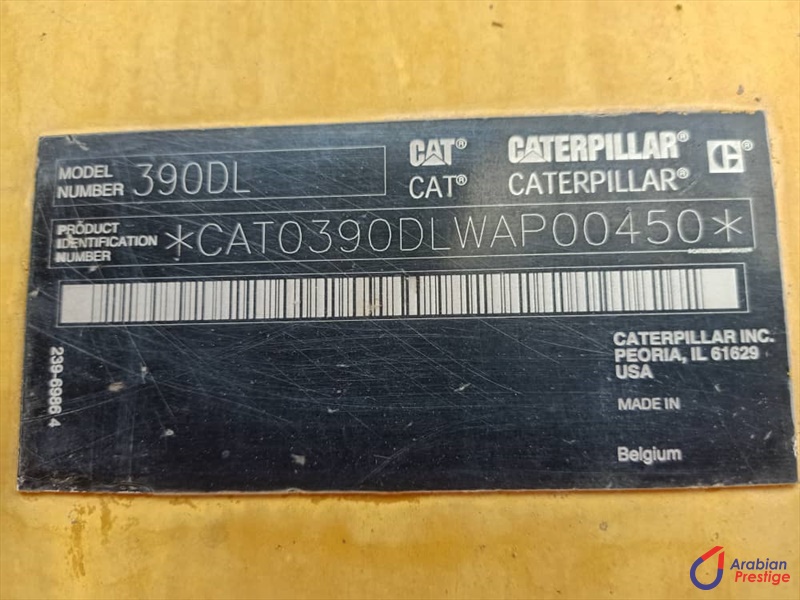 MODEL
NUMBER 390DL
CAT® CATERPILLAR® C®
CAT® CATERPILLAR®
PRODUCT
IDENTIFICATION
NUMBER *CAT0390DLWAP00450*
239-6986 4
CATERPILLAR INC.
PEORIA, IL 61629
USA
MADE IN
Belgium
Arabian
Prestige